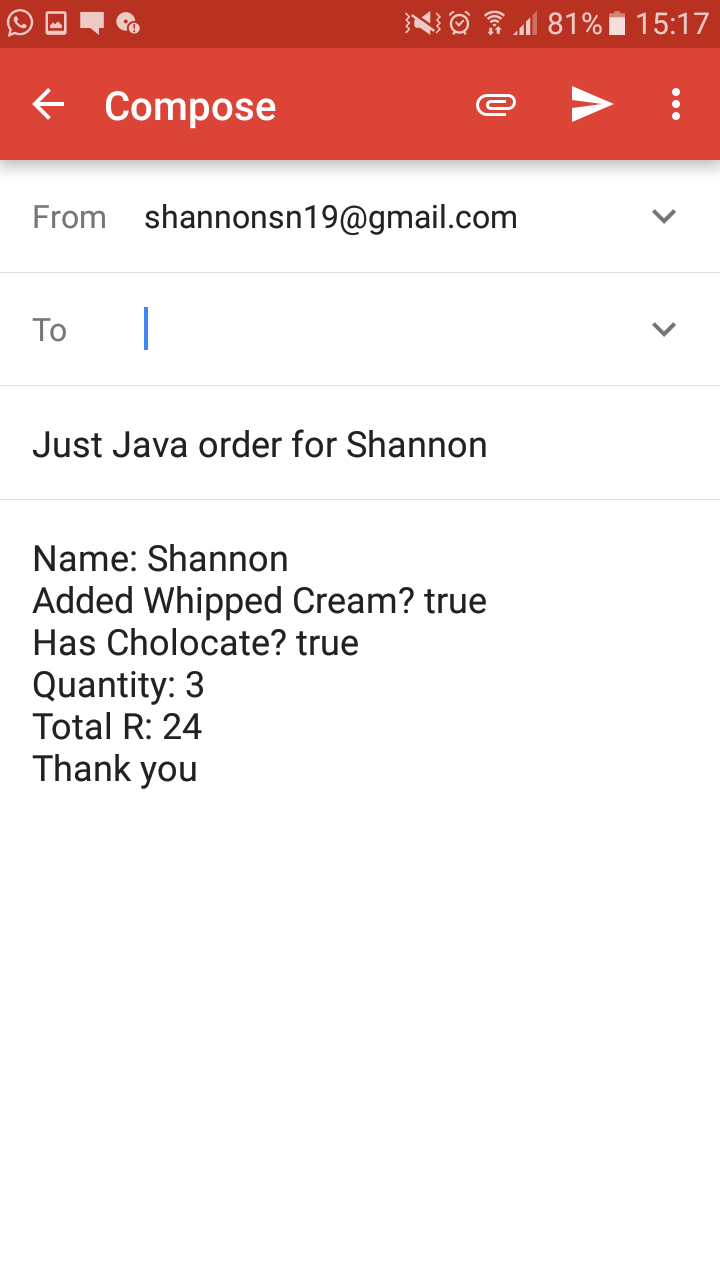 81% 15:17
Compose
From shannonsn19@gmail.com
To
Just Java order for Shannon
Name: Shannon
Added Whipped Cream? true
Has Cholocate? true
Quantity: 3
Total R: 24
Thank you